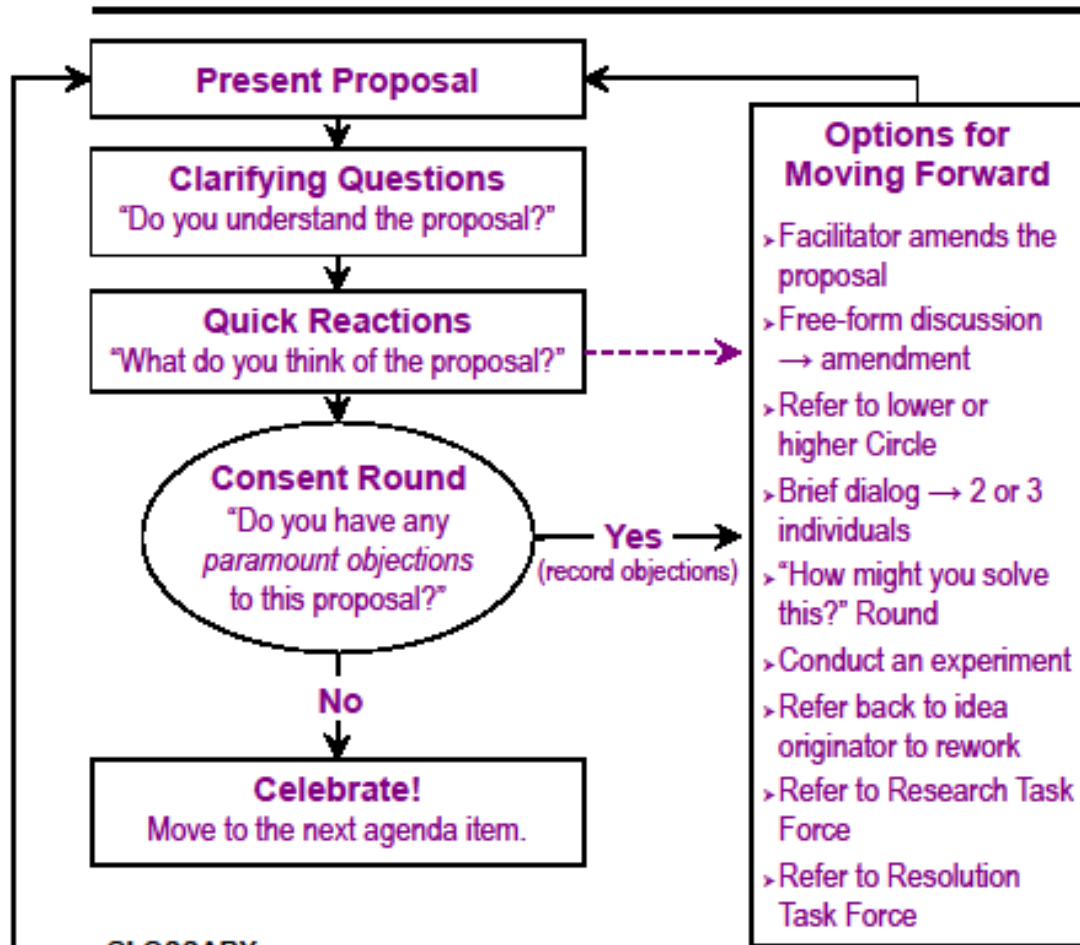 Present Proposal
Clarifying Questions
“Do you understand the proposal?”
Quick Reactions
“What do you think of the proposal?”
Consent Round
“Do you have any
paramount objections
to this proposal?”
Yes
(record objections)
No
Celebrate!
Move to the next agenda item.
Options for
Moving Forward
➢Facilitator amends the
proposal
➢Free-form discussion
→ amendment
➢Refer to lower or
higher Circle
➢Brief dialog → 2 or 3
individuals
➢“How might you solve
this?” Round
➢Conduct an experiment
➢Refer back to idea
originator to rework
➢Refer to Research Task
Force
➢Refer to Resolution
Task Force
GLOSSARY